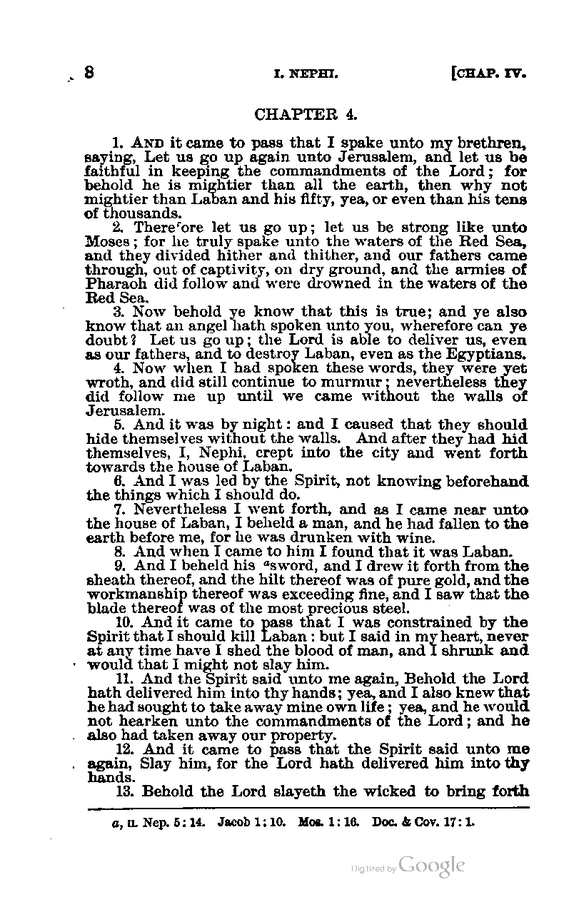 8 I. NEPHI. [CHAP. IV.
CHAPTER 4.
1. AND it came to pass that I spake unto my brethren,
saying, Let us go up again unto Jerusalem, and let us be
faithful in keeping the commandments of the Lord; for
behold he is mightier than all the earth, then why not
mightier than Laban and his fifty, yea, or even than his tens
of thousands.
2. Therefore let us go up; let us be strong like unto
Moses; for he truly spake unto the waters of the Red Sea,
and they divided hither and thither, and our fathers came
through, out of captivity, on dry ground, and the armies of
Pharaoh did follow and were drowned in the waters of the
Red Sea.
3. Now behold ye know that this is true; and ye also
know that an angel hath spoken unto you, wherefore can ye
doubt? Let us go up; the Lord is able to deliver us, even
as our fathers, and to destroy Laban, even as the Egyptians.
4. Now when I had spoken these words, they were yet
wroth, and did still continue to murmur; nevertheless they
did follow me up until we came without the walls of
Jerusalem.
5. And it was by night: and I caused that they should
hide themselves without the walls. And after they had hid
themselves, I, Nephi, crept into the city and went forth
towards the house of Laban.
6. And I was led by the Spirit, not knowing beforehand
the things which I should do.
7. Nevertheless I went forth, and as I came near unto
the house of Laban, I beheld a man, and he had fallen to the
earth before me, for he was drunken with wine.
8. And when I came to him I found that it was Laban.
9. And I beheld his ᵃsword, and I drew it forth from the
sheath thereof, and the hilt thereof was of pure gold, and the
workmanship thereof was exceeding fine, and I saw that the
blade thereof was of the most precious steel.
10. And it came to pass that I was constrained by the
Spirit that I should kill Laban: but I said in my heart, never
at any time have I shed the blood of man, and I shrunk and
would that I might not slay him.
11. And the Spirit said unto me again, Behold the Lord
hath delivered him into thy hands; yea, and I also knew that
he had sought to take away mine own life; yea, and he would
not hearken unto the commandments of the Lord; and he
also had taken away our property.
12. And it came to pass that the Spirit said unto me
again, Slay him, for the Lord hath delivered him into thy
hands.
13. Behold the Lord slayeth the wicked to bring forth
a, II. Nep. 5:14. Jacob 1:10. Mos. 1:16. Doc. & Cov. 17:1.
Digitized by Google